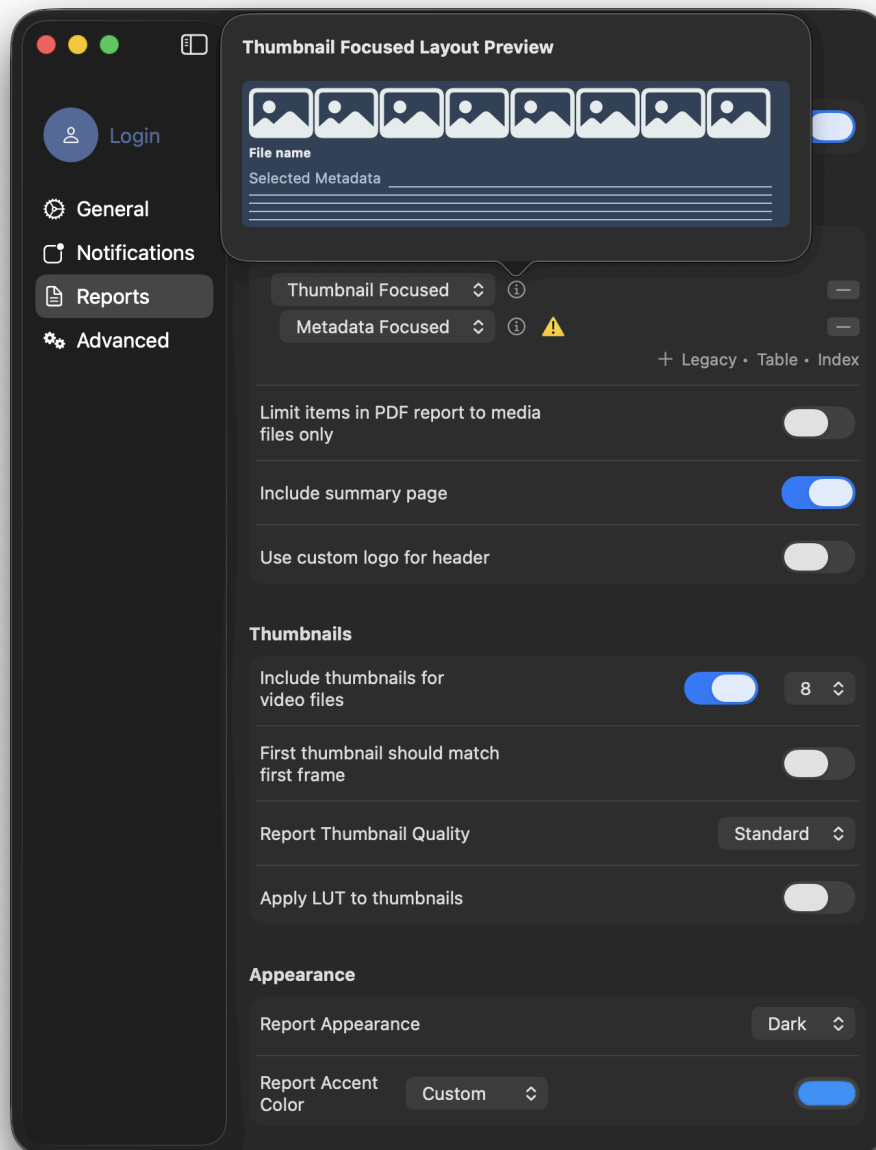 Thumbnail Focused Layout Preview
File name
Selected Metadata
Login
General
Notifications
Reports
Advanced
Thumbnail Focused
Metadata Focused
+ Legacy • Table • Index
Limit items in PDF report to media
files only
Include summary page
Use custom logo for header
Thumbnails
Include thumbnails for
video files
8
First thumbnail should match
first frame
Report Thumbnail Quality
Standard
Apply LUT to thumbnails
Appearance
Report Appearance
Dark
Report Accent
Color
Custom